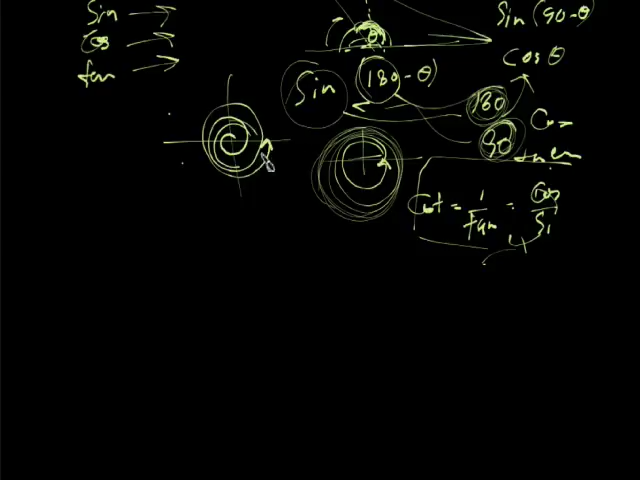 Sin →
Cos →
tan →
θ
Sin (90-θ)
Cos θ
Sin (180 - θ)
180
90
Cot = 1/tan = Cos/Si